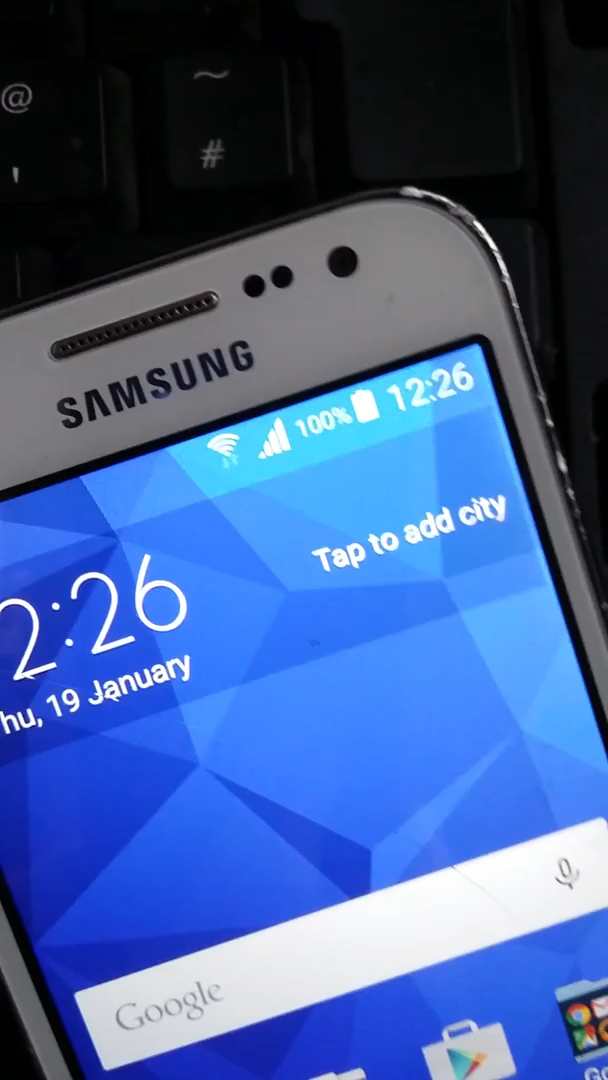 @
'
~
#
SAMSUNG
100% 12:26
Tap to add city
2:26
hu, 19 January
Google